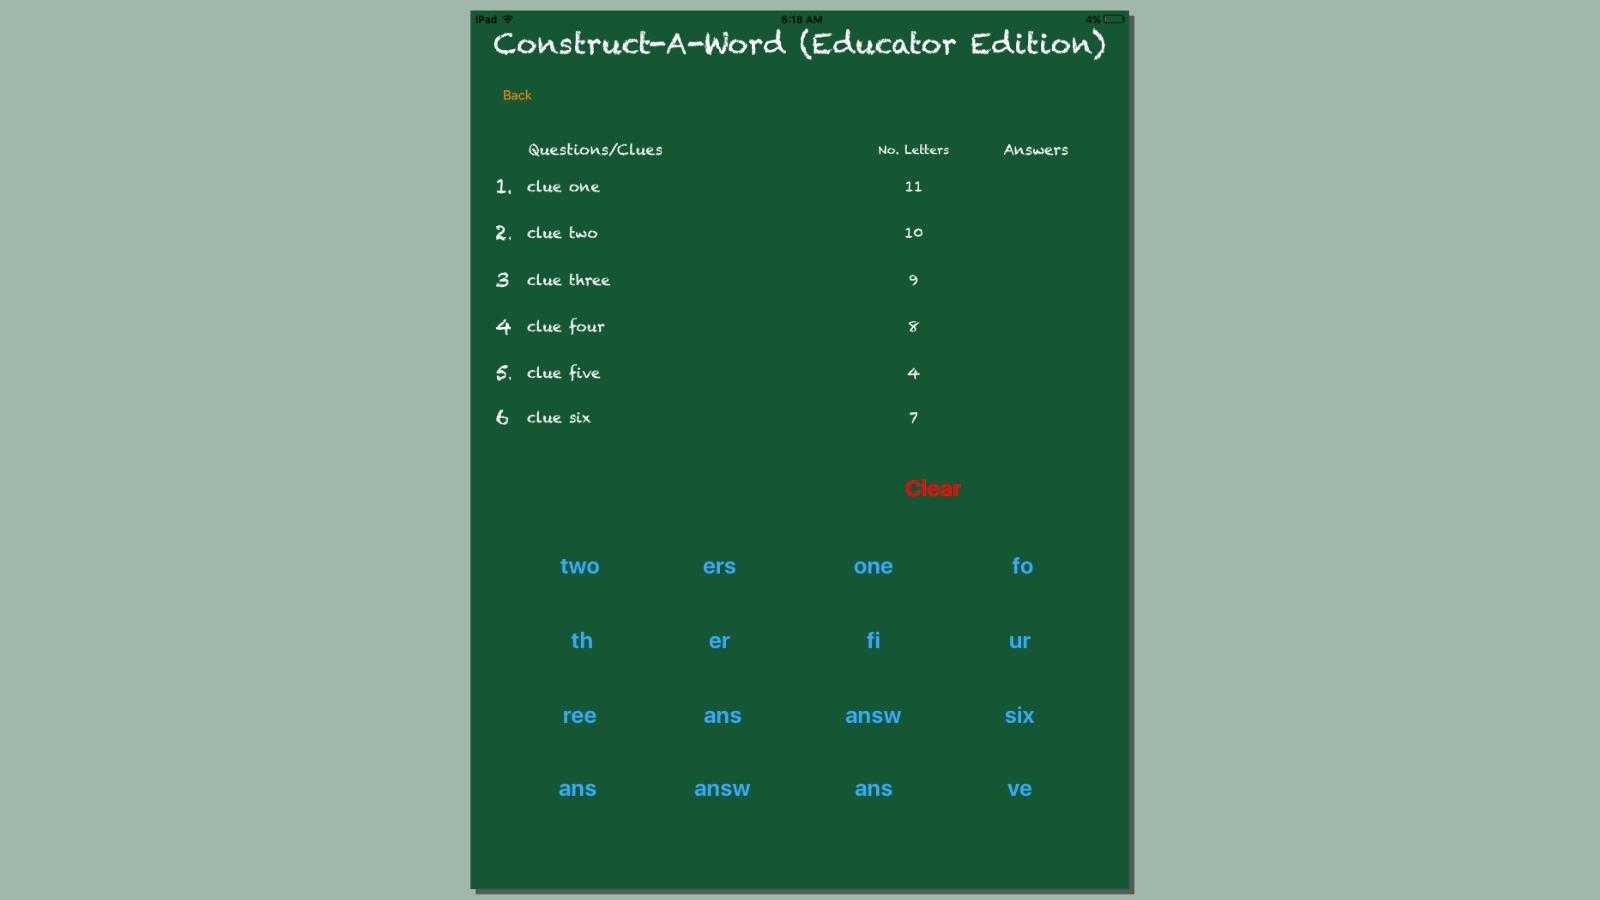 iPad 6:18 AM 4%
Construct-A-Word (Educator Edition)
Back
Questions/Clues No. Letters Answers
1. clue one 11
2. clue two 10
3 clue three 9
4 clue four 8
5. clue five 4
6 clue six 7
Clear
two ers one fo
th er fi ur
ree ans answ six
ans answ ans ve